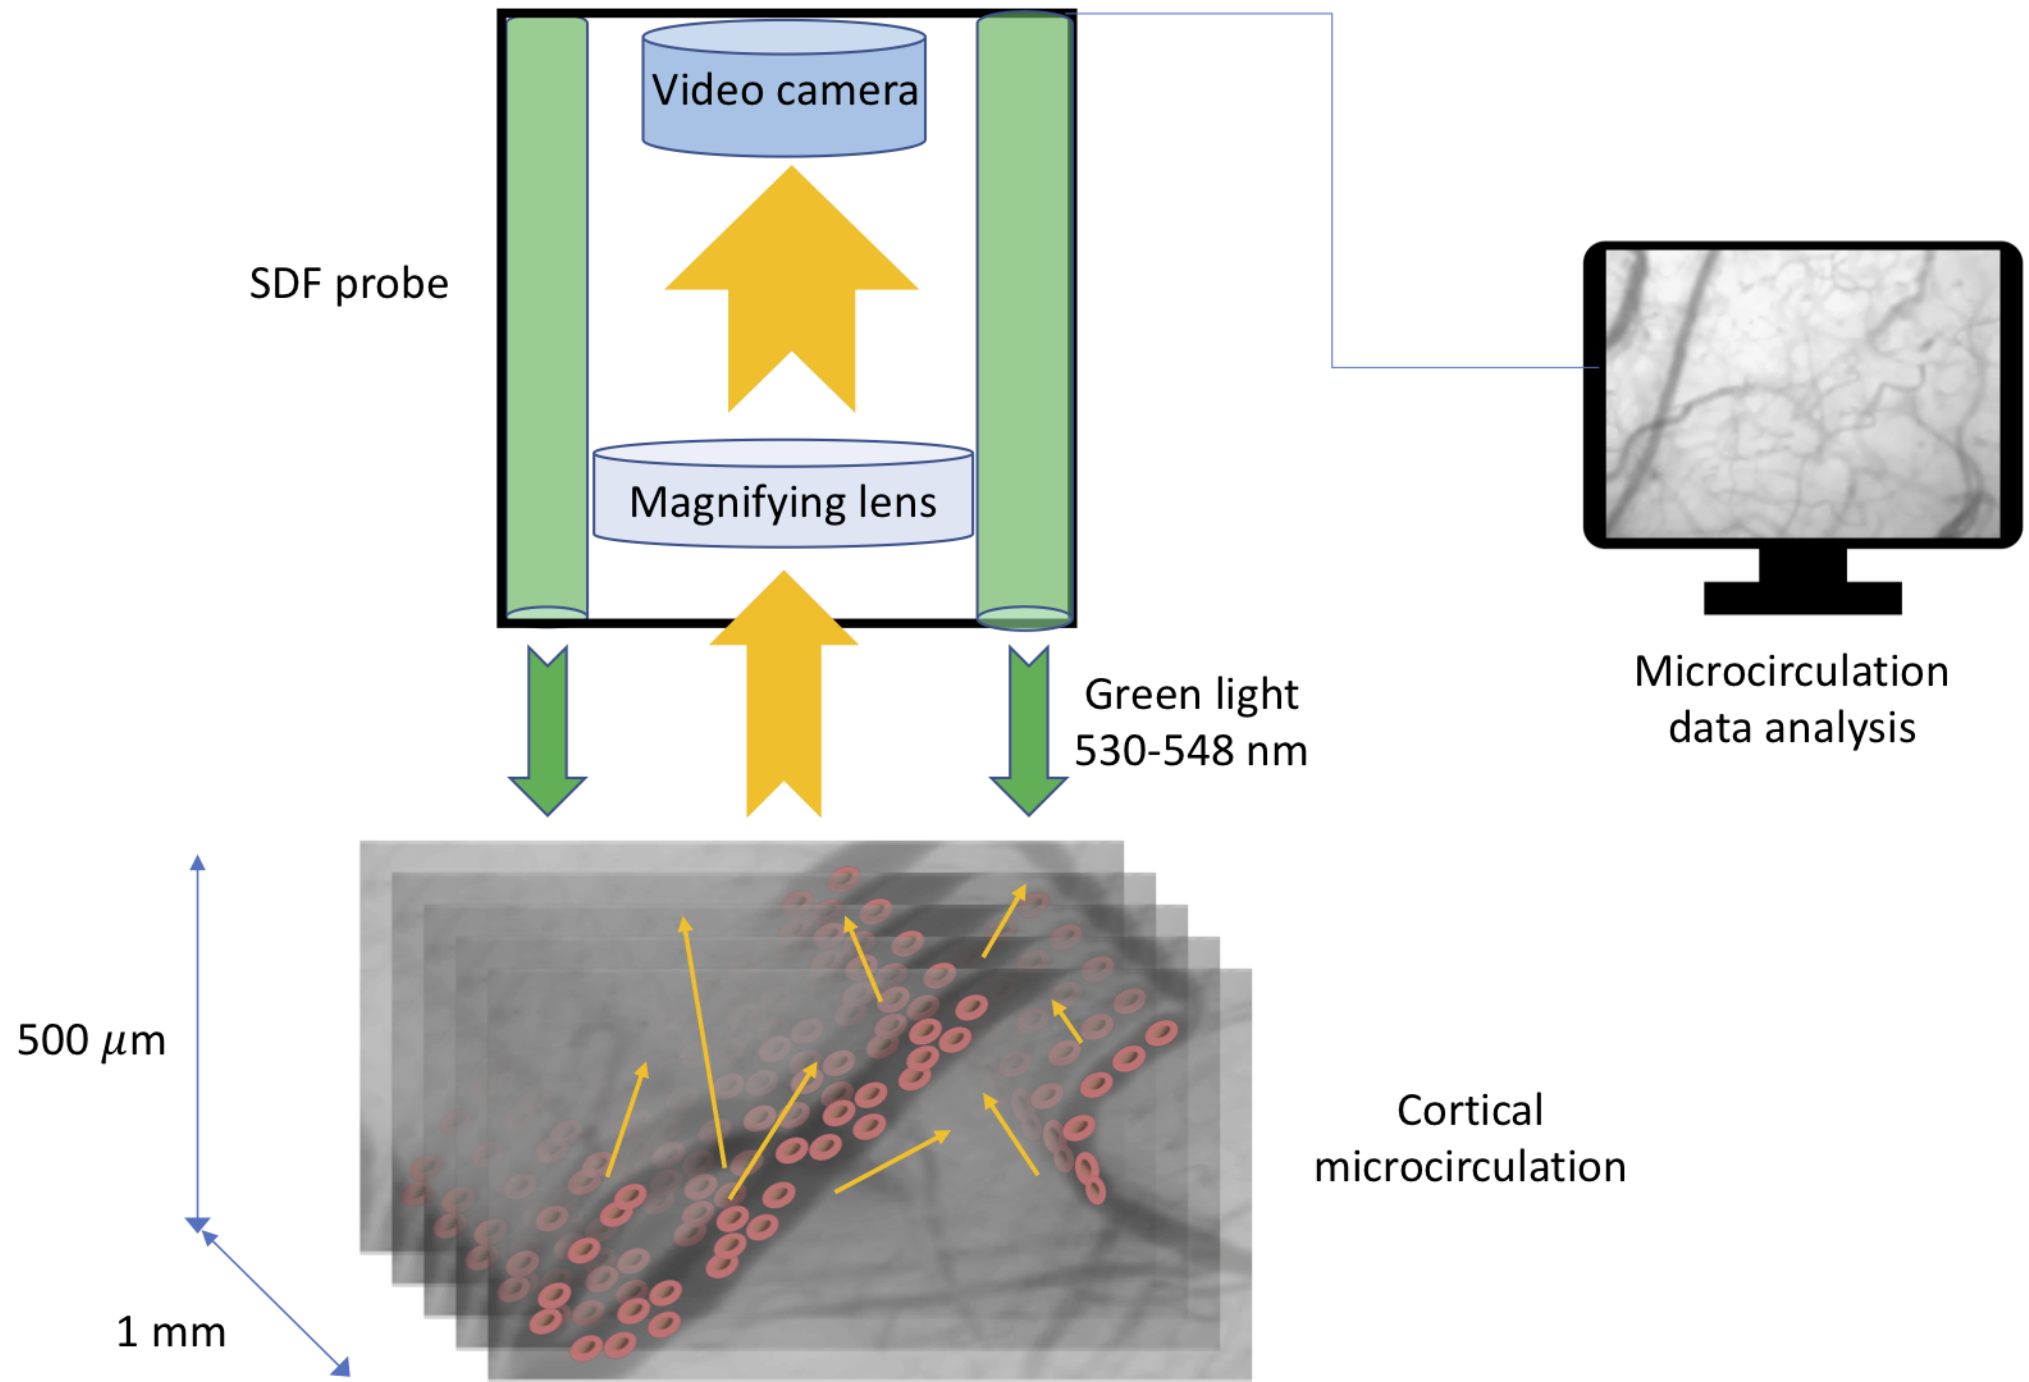 Video camera
SDF probe
Magnifying lens
Green light
530-548 nm
Microcirculation
data analysis
500 μm
1 mm
Cortical
microcirculation